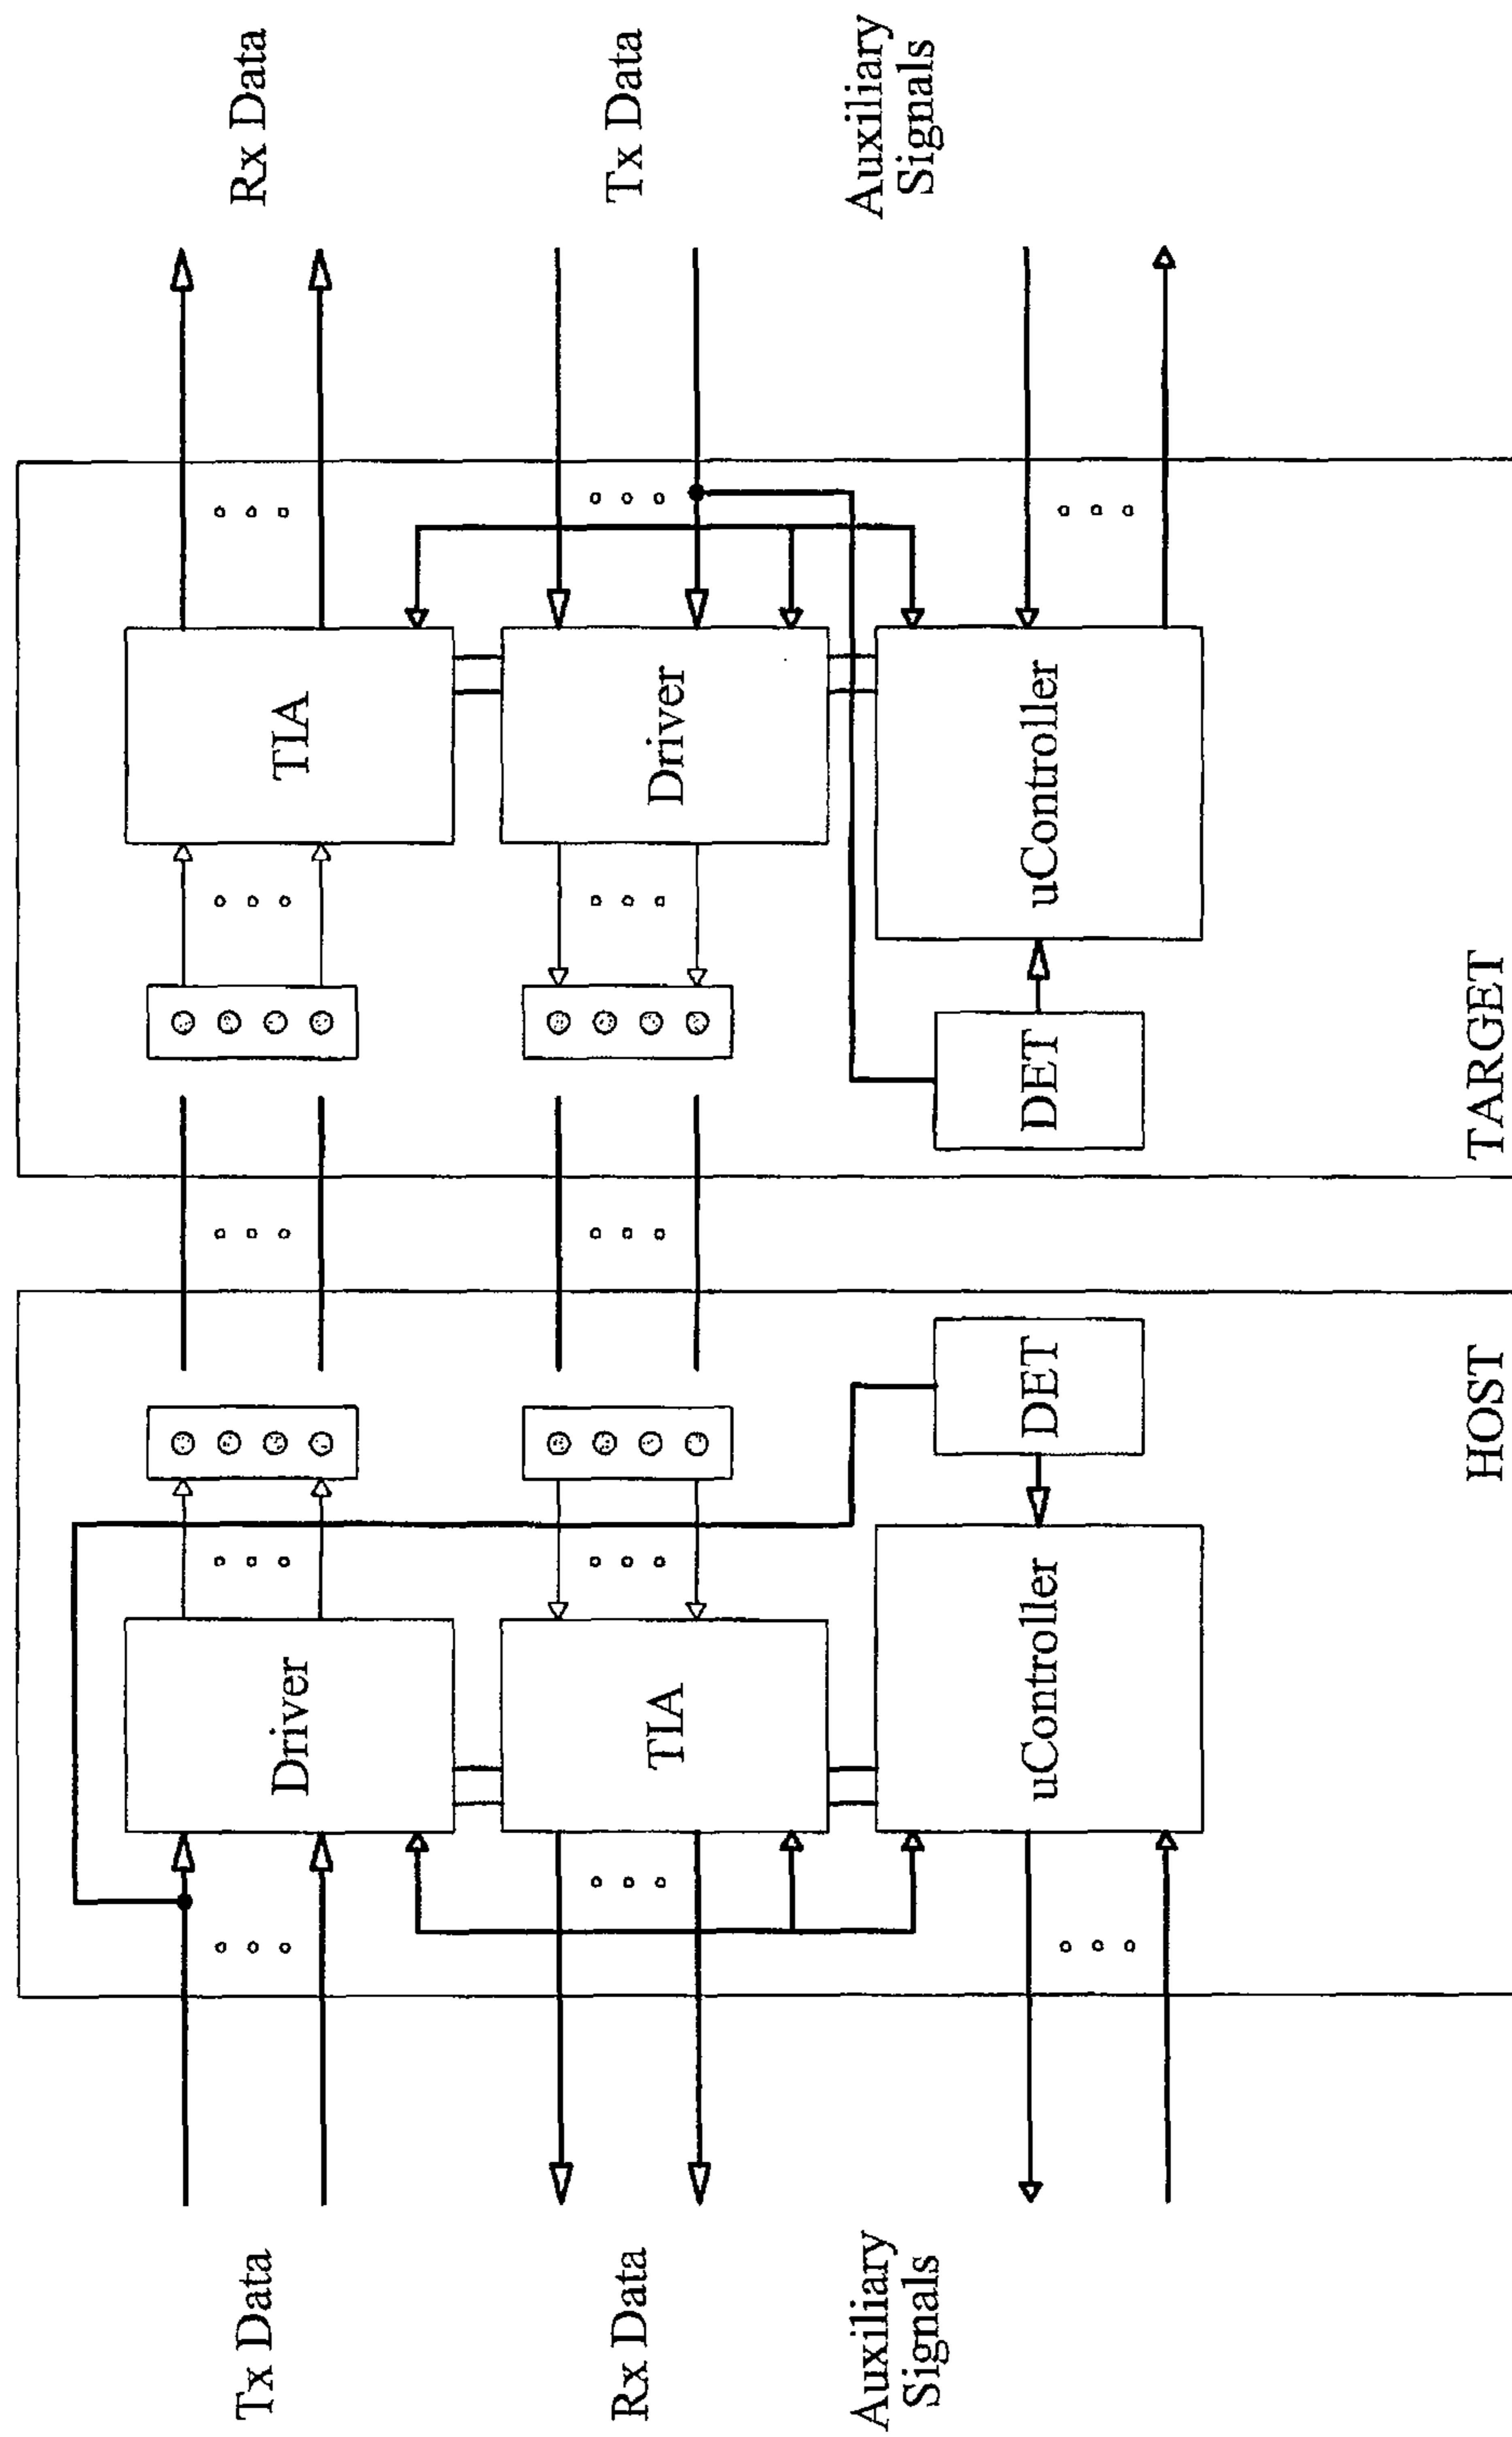 Tx Data
Driver
TIA
Rx Data
Rx Data
TIA
Driver
Tx Data
Auxiliary
Signals
uController
DET
DET
uController
Auxiliary
Signals
HOST
TARGET